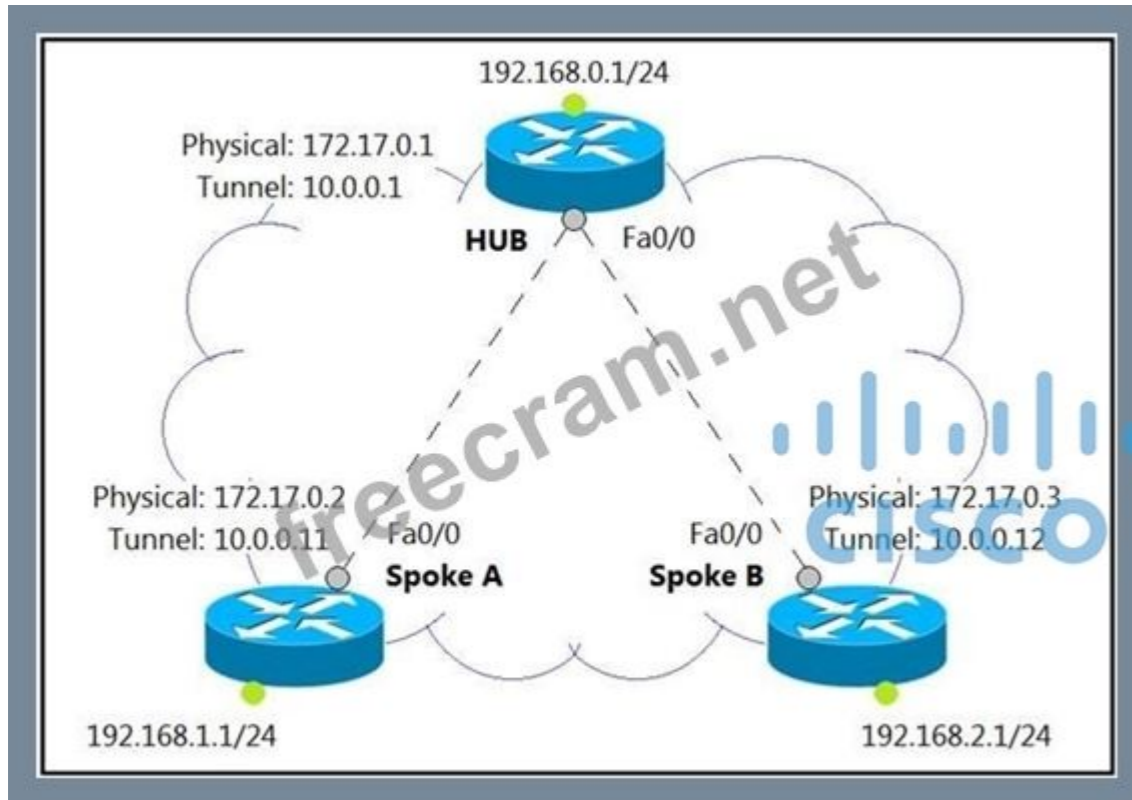 192.168.0.1/24
Physical: 172.17.0.1
Tunnel: 10.0.0.1
HUB
Fa0/0
freecram.net
Physical: 172.17.0.2
Tunnel: 10.0.0.11
Fa0/0
Spoke A
Physical: 172.17.0.3
Tunnel: 10.0.0.12
Fa0/0
Spoke B
CISCO
192.168.1.1/24
192.168.2.1/24